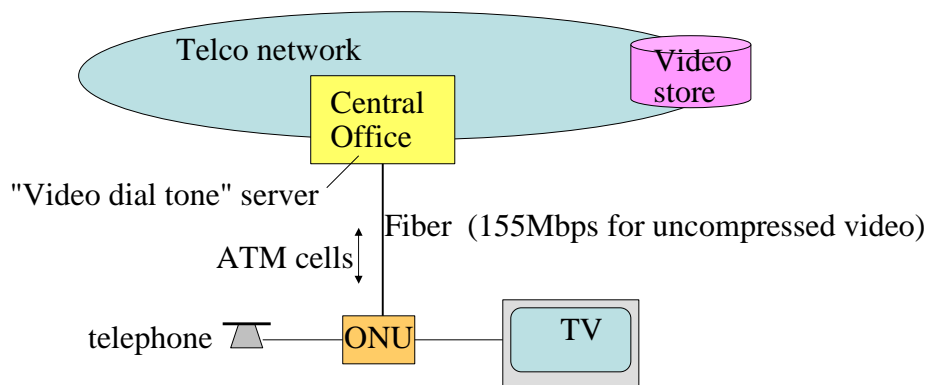 Telco network
Video
store
Central
Office
"Video dial tone" server
Fiber (155Mbps for uncompressed video)
ATM cells
telephone
ONU
TV